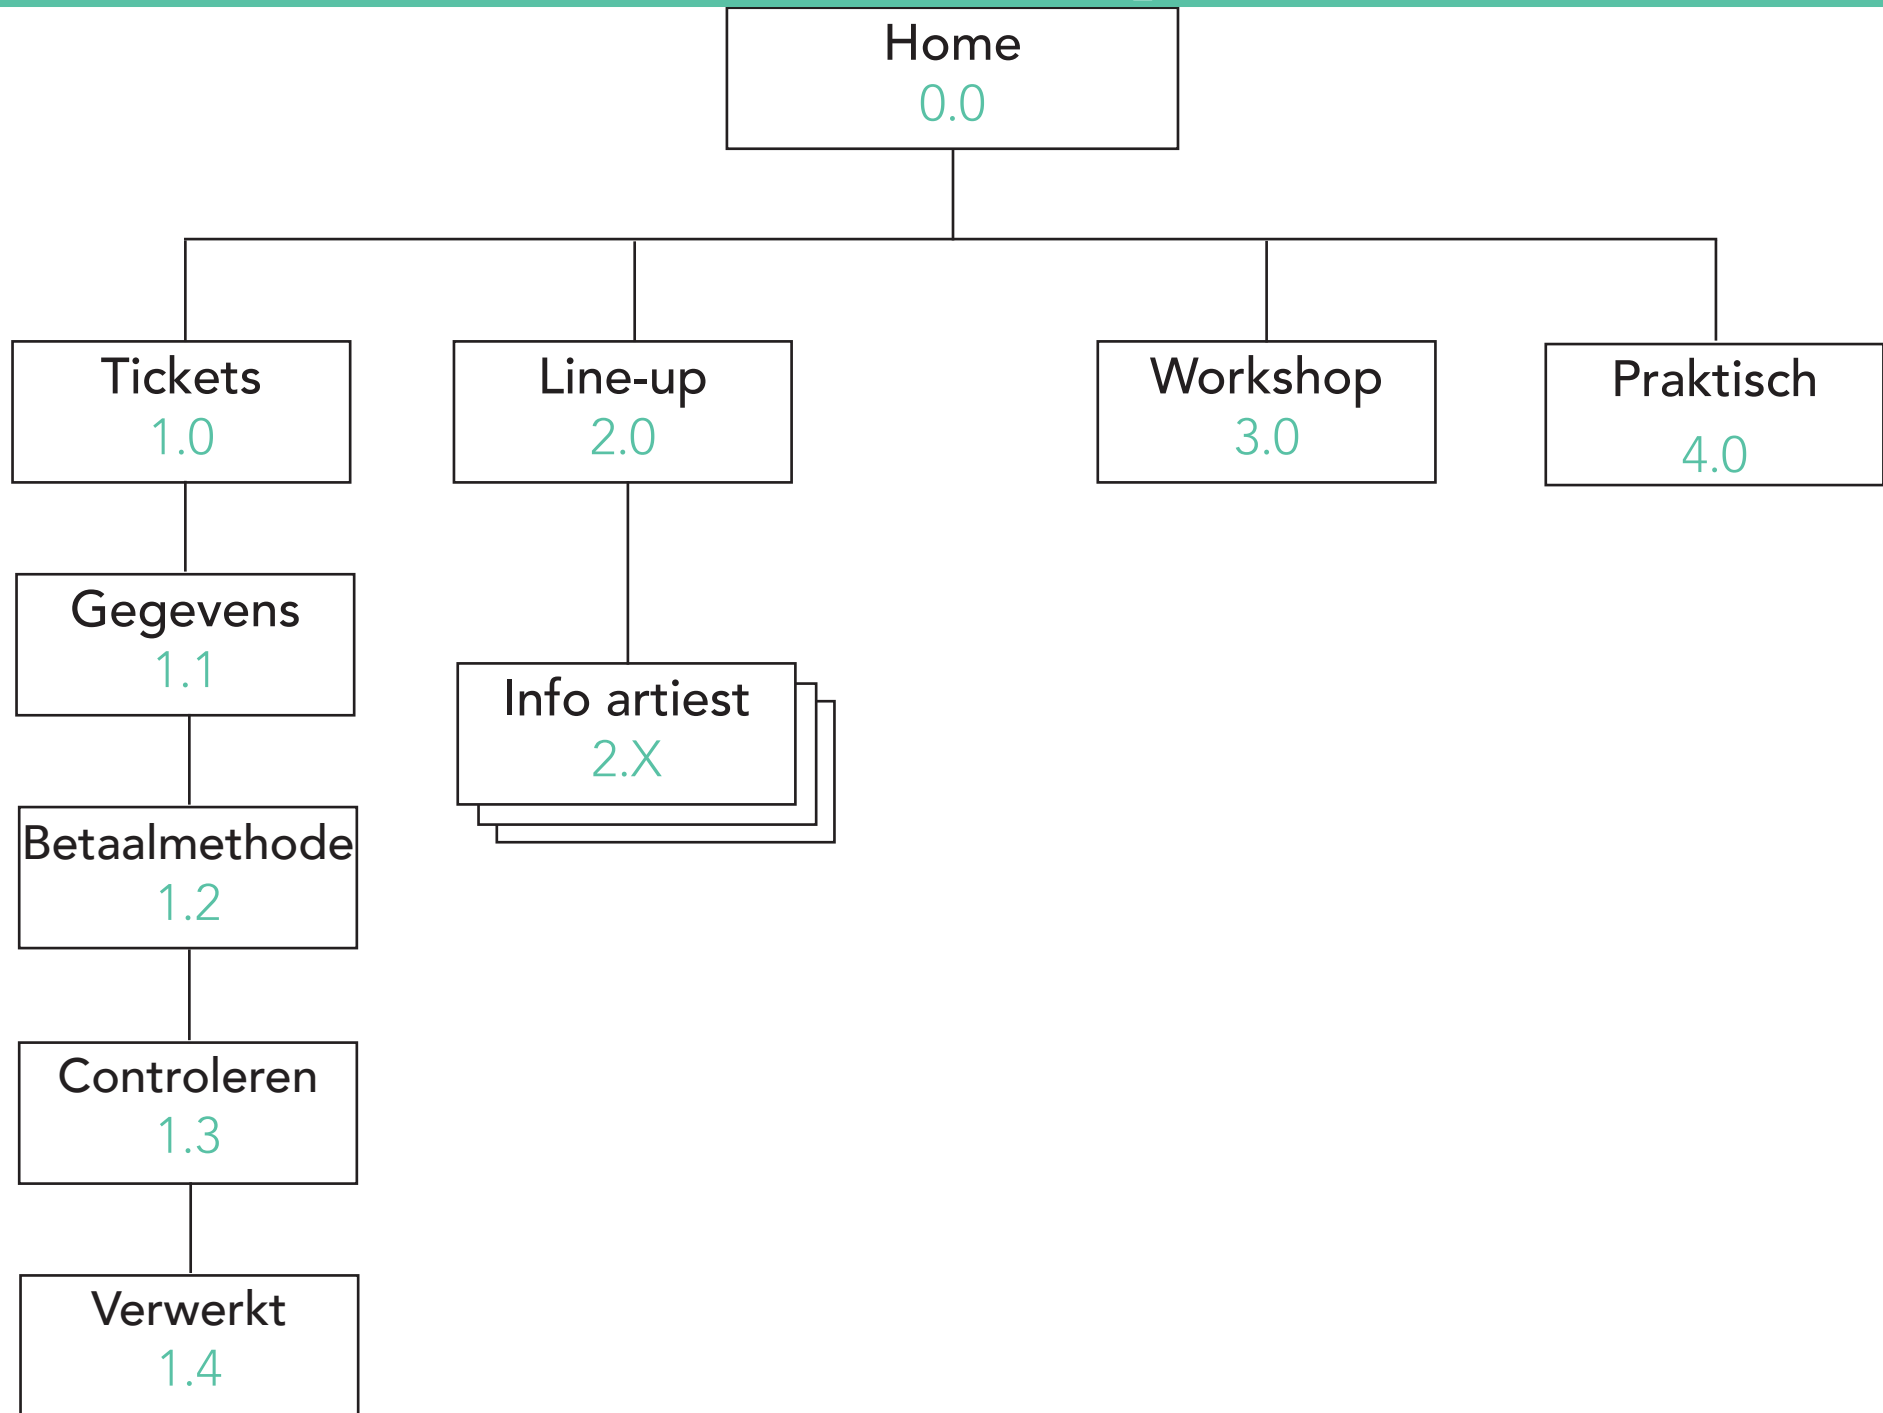 Home
0.0
Tickets
1.0
Line-up
2.0
Workshop
3.0
Praktisch
4.0
Gegevens
1.1
Info artiest
2.X
Betaalmethode
1.2
Controleren
1.3
Verwerkt
1.4